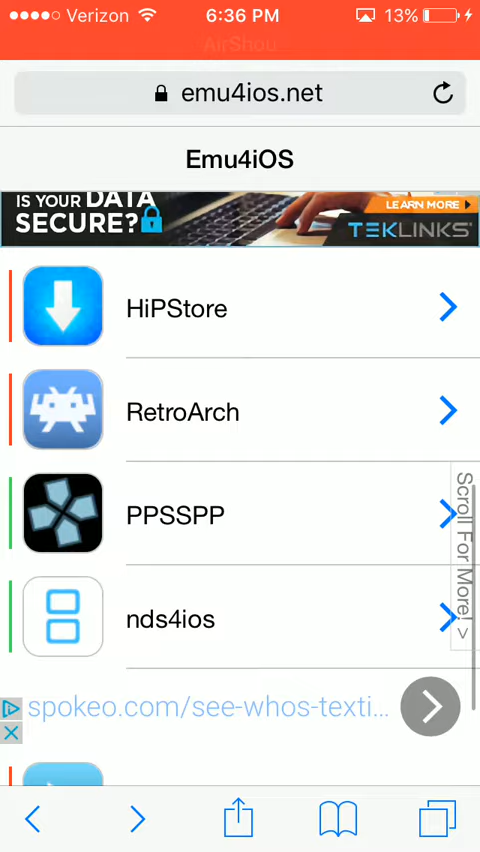 Verizon 6:36 PM 13%
AirShou
emu4ios.net
Emu4iOS
IS YOUR DATA
SECURE?
LEARN MORE
TEKLINKS
HiPStore
RetroArch
PPSSPP
nds4ios
Scroll For More! >
spokeo.com/see-whos-texti...